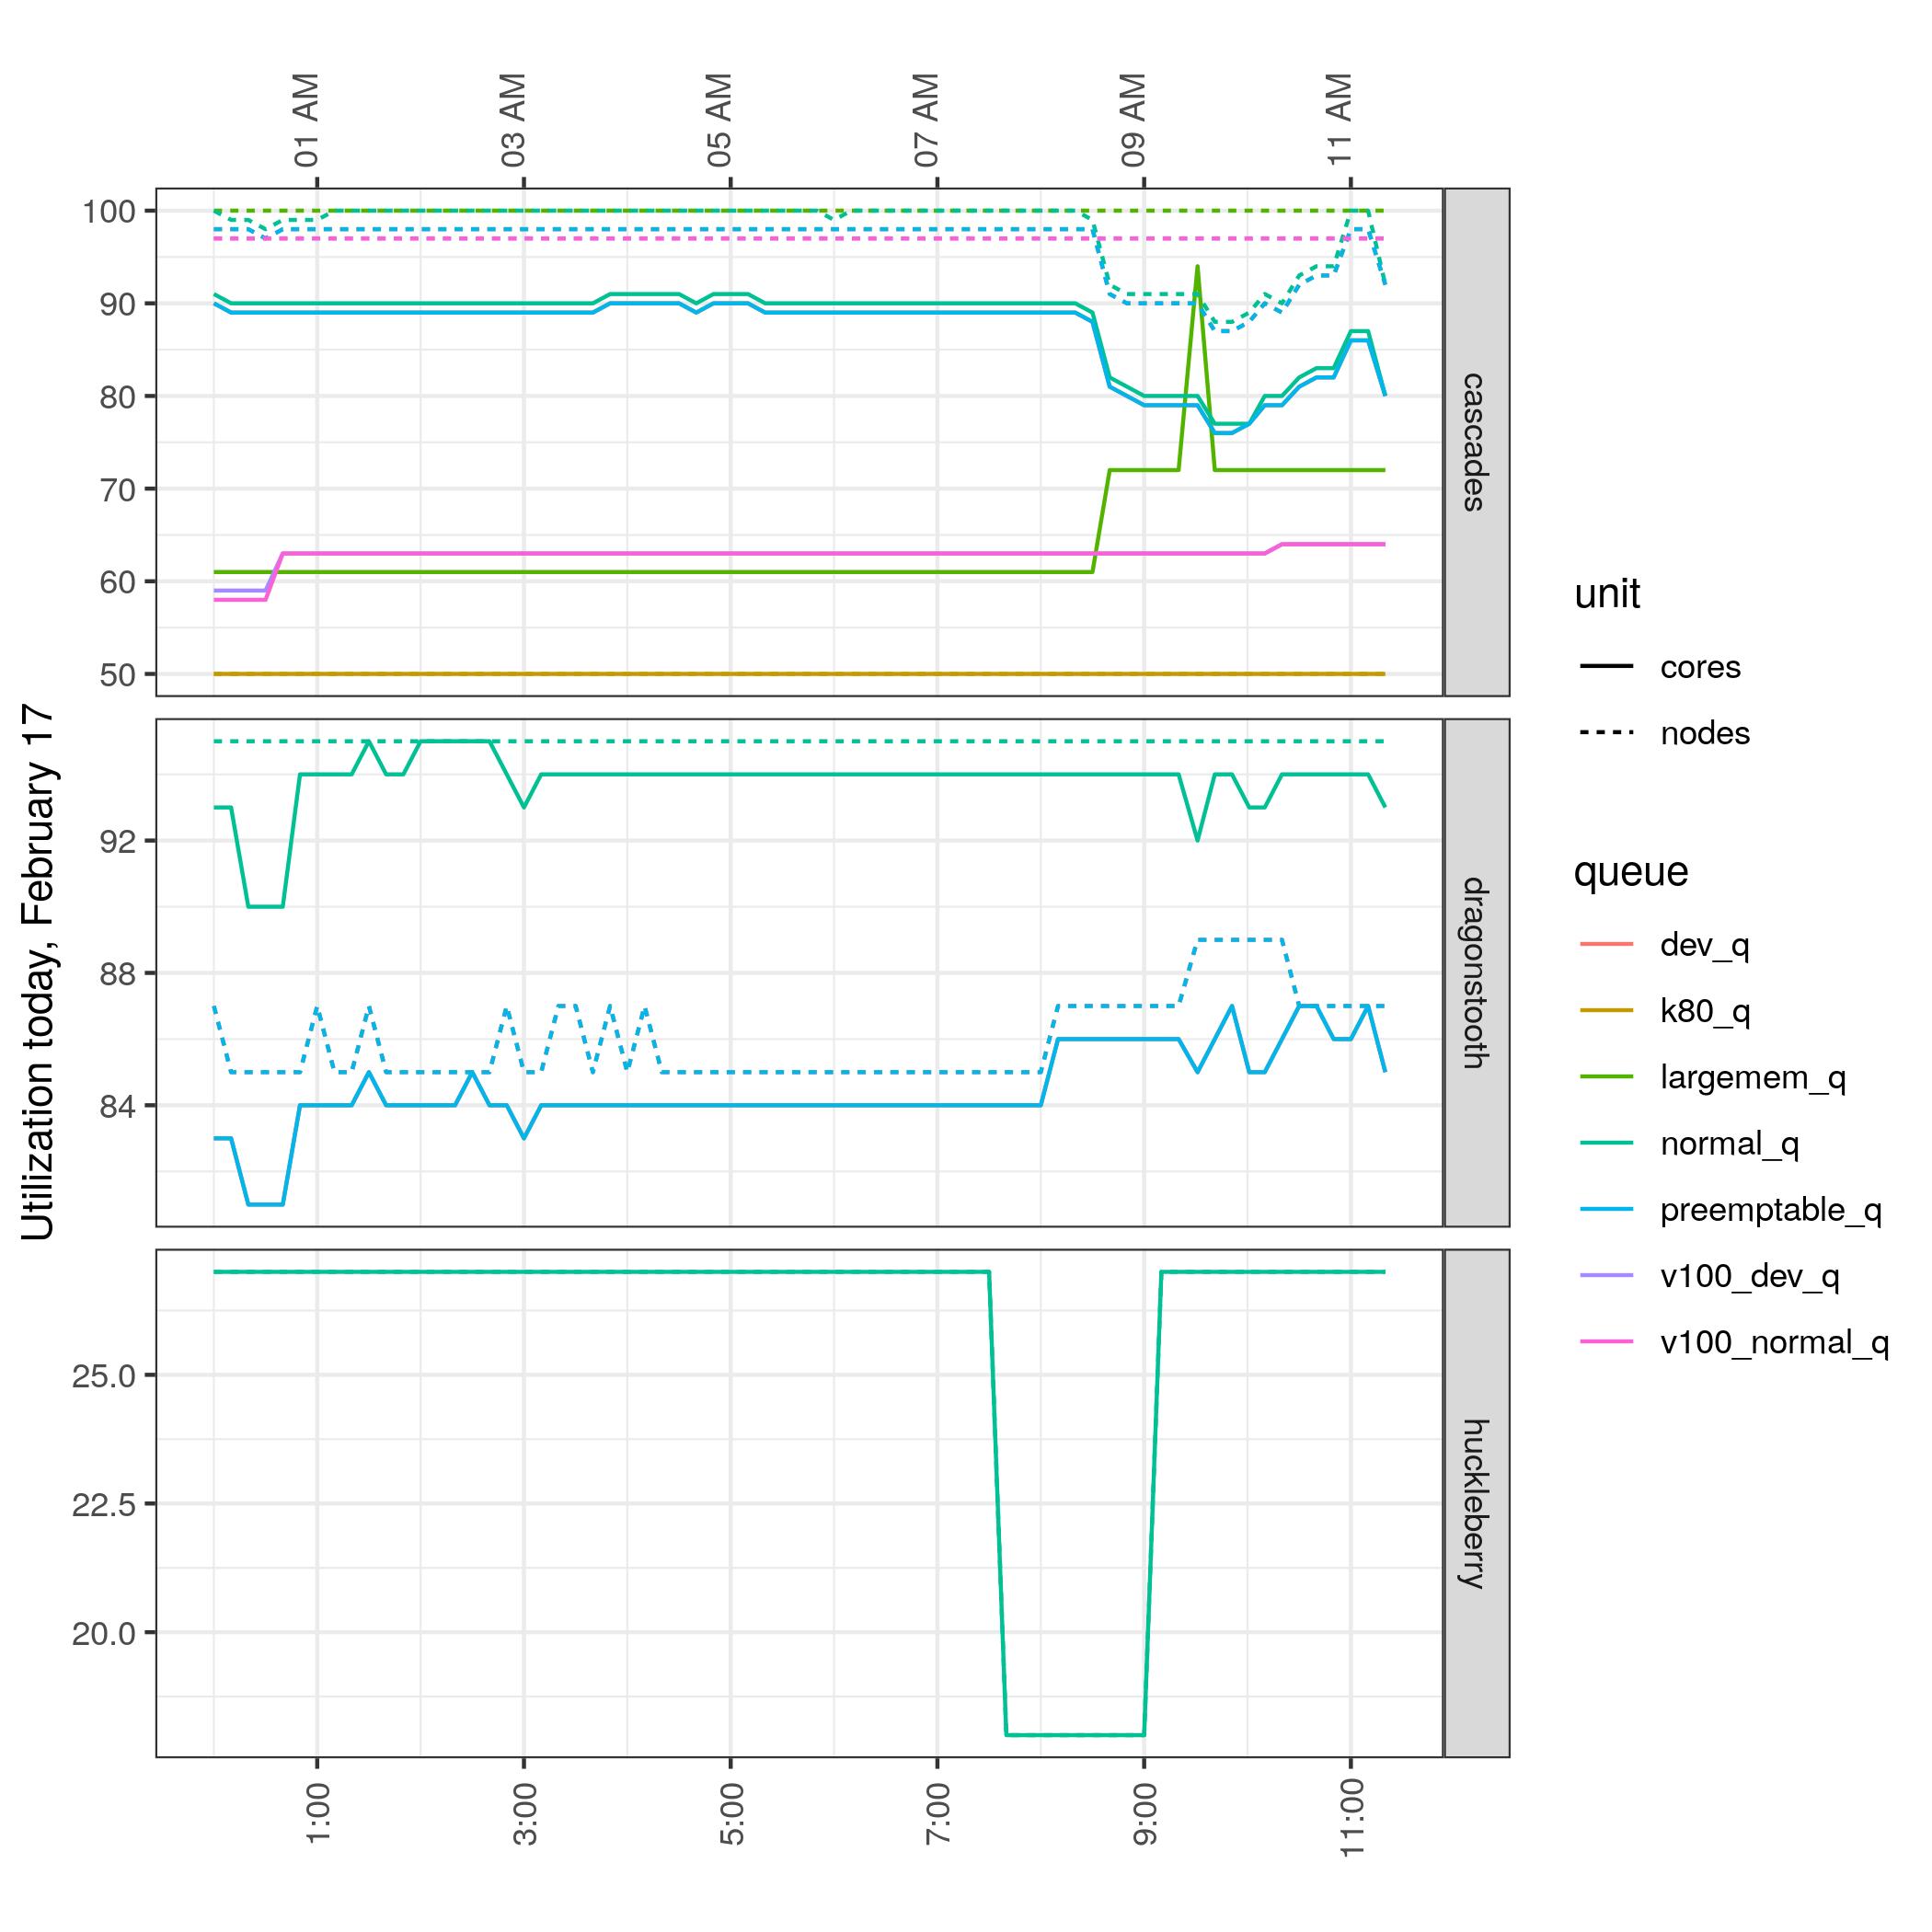 01 AM
03 AM
05 AM
07 AM
09 AM
11 AM
Utilization today, February 17
100
90
80
70
60
50
cascades
92
88
84
dragonstooth
25.0
22.5
20.0
huckleberry
1:00
3:00
5:00
7:00
9:00
11:00
unit
cores
nodes
queue
dev_q
k80_q
largemem_q
normal_q
preemptable_q
v100_dev_q
v100_normal_q